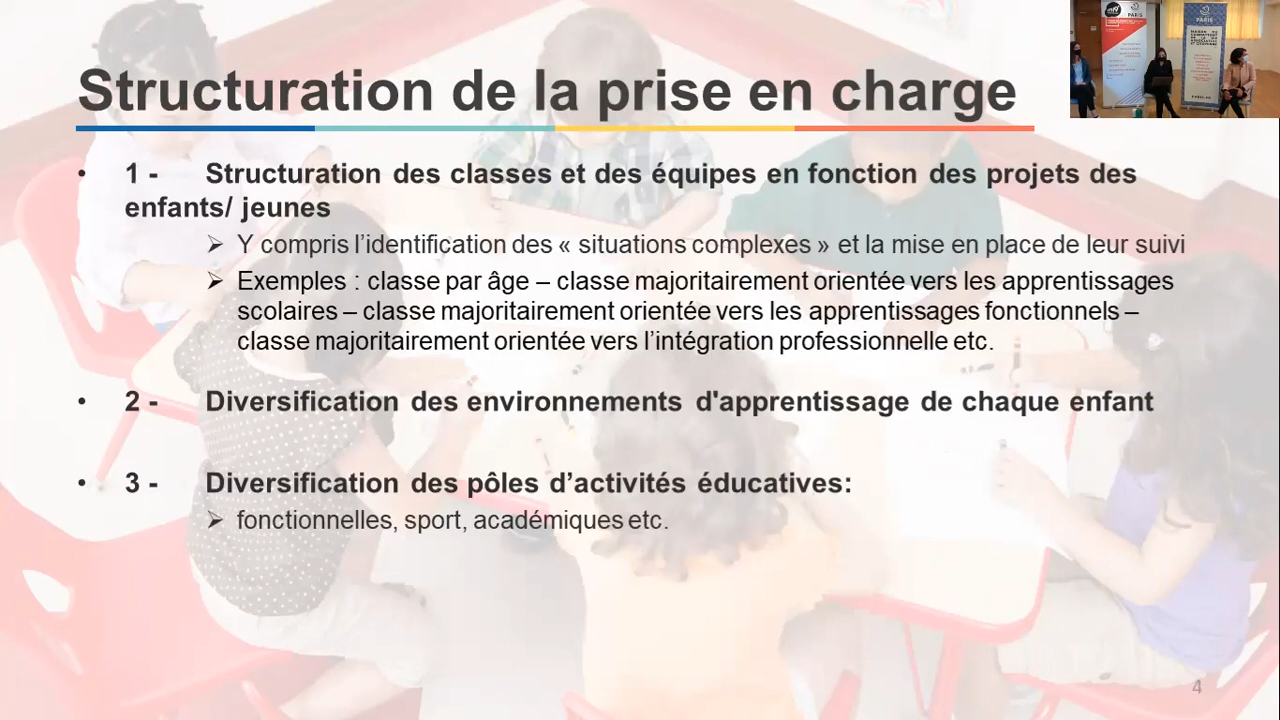 Structuration de la prise en charge
PARIS
PARIS
• 1 - Structuration des classes et des équipes en fonction des projets des
enfants/ jeunes
➢ Y compris l’identification des « situations complexes » et la mise en place de leur suivi
➢ Exemples : classe par âge – classe majoritairement orientée vers les apprentissages
scolaires – classe majoritairement orientée vers les apprentissages fonctionnels –
classe majoritairement orientée vers l’intégration professionnelle etc.
• 2 - Diversification des environnements d'apprentissage de chaque enfant
• 3 - Diversification des pôles d’activités éducatives:
➢ fonctionnelles, sport, académiques etc.
4